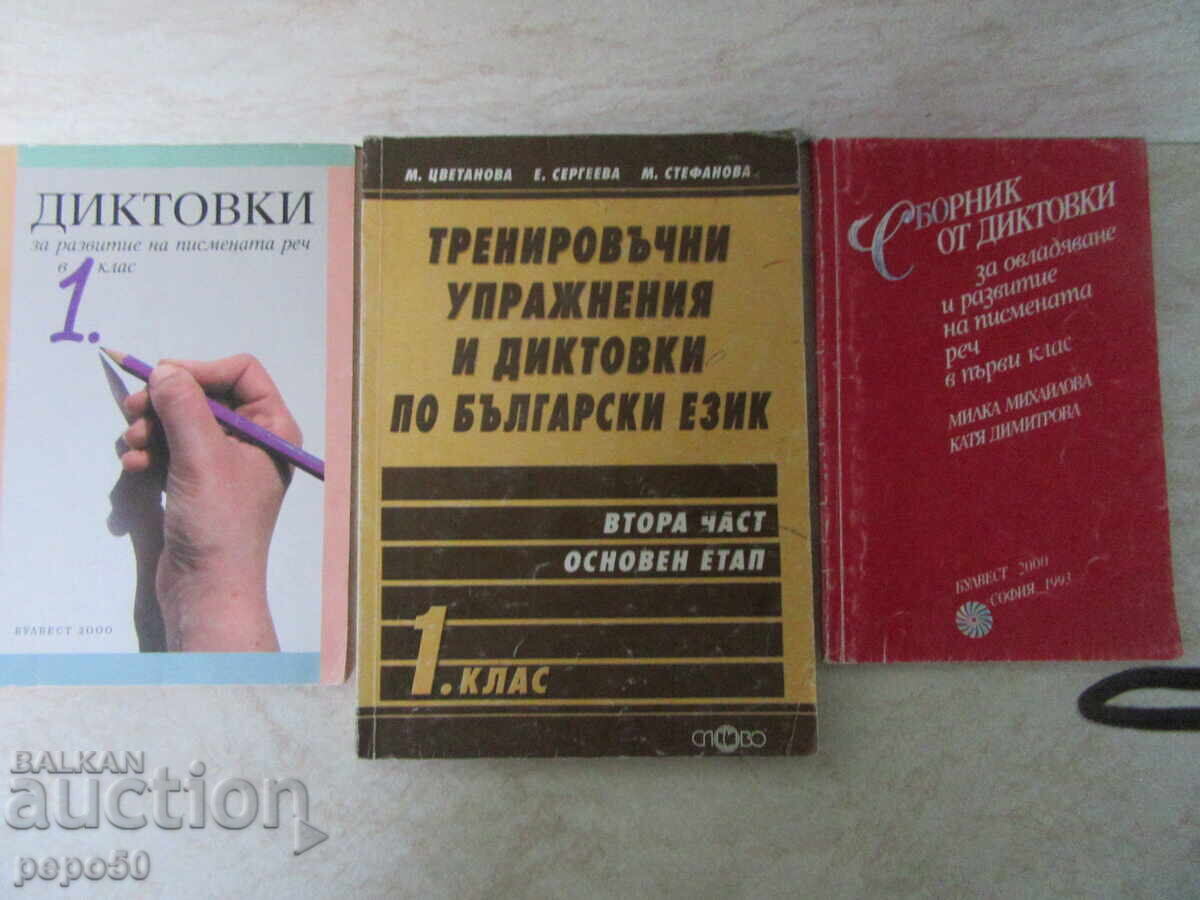 ДИКТОВКИ
за развитие на писмената реч
в 1. клас
БУЛВЕСТ 2000
М. ЦВЕТАНОВА Е. СЕРГЕЕВА М. СТЕФАНОВА
ТРЕНИРОВЪЧНИ
УПРАЖНЕНИЯ
И ДИКТОВКИ
ПО БЪЛГАРСКИ ЕЗИК
ВТОРА ЧАСТ
ОСНОВЕН ЕТАП
1. КЛАС
СЛОВО
СБОРНИК
ОТ ДИКТОВКИ
за овладяване
и развитие
на писмената
реч
в първи клас
МИЛКА МИХАЙЛОВА
КАТЯ ДИМИТРОВА
БУЛВЕСТ 2000
СОФИЯ 1993
BALKAN
auction
pepo50